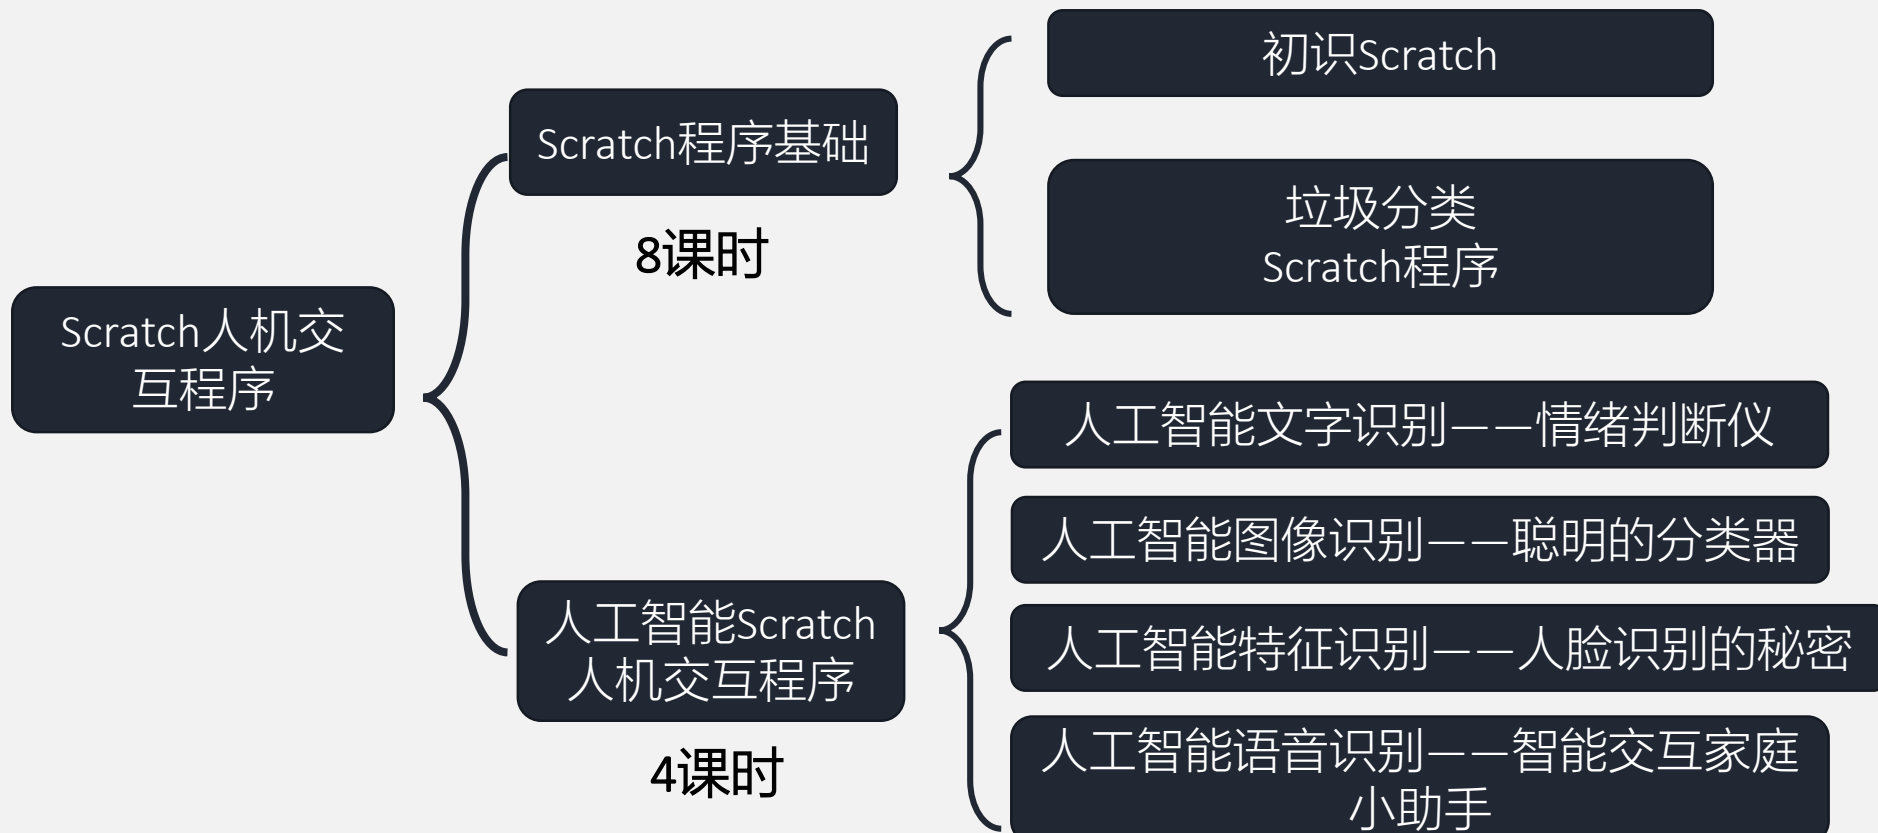 Scratch人机交
互程序
Scratch程序基础
8课时
初识Scratch
垃圾分类
Scratch程序
人工智能Scratch
人机交互程序
4课时
人工智能文字识别——情绪判断仪
人工智能图像识别——聪明的分类器
人工智能特征识别——人脸识别的秘密
人工智能语音识别——智能交互家庭
小助手